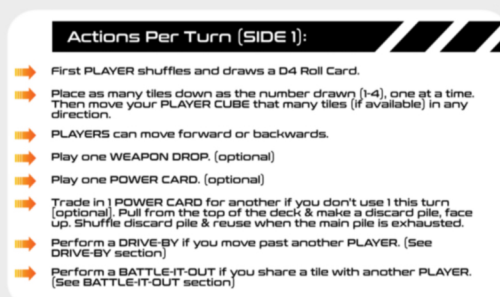 Actions Per Turn (SIDE 1):
First PLAYER shuffles and draws a D4 Roll Card.
Place as many tiles down as the number drawn (1-4), one at a time.
Then move your PLAYER CUBE that many tiles (if available) in any
direction.
PLAYERS can move forward or backwards.
Play one WEAPON DROP. (optional)
Play one POWER CARD. (optional)
Trade in 1 POWER CARD for another if you don't use 1 this turn
(optional). Pull from the top of the deck & make a discard pile, face
up. Shuffle discard pile & reuse when the main pile is exhausted.
Perform a DRIVE-BY if you move past another PLAYER. (See
DRIVE-BY section)
Perform a BATTLE-IT-OUT if you share a tile with another PLAYER.
(See BATTLE-IT-OUT section)